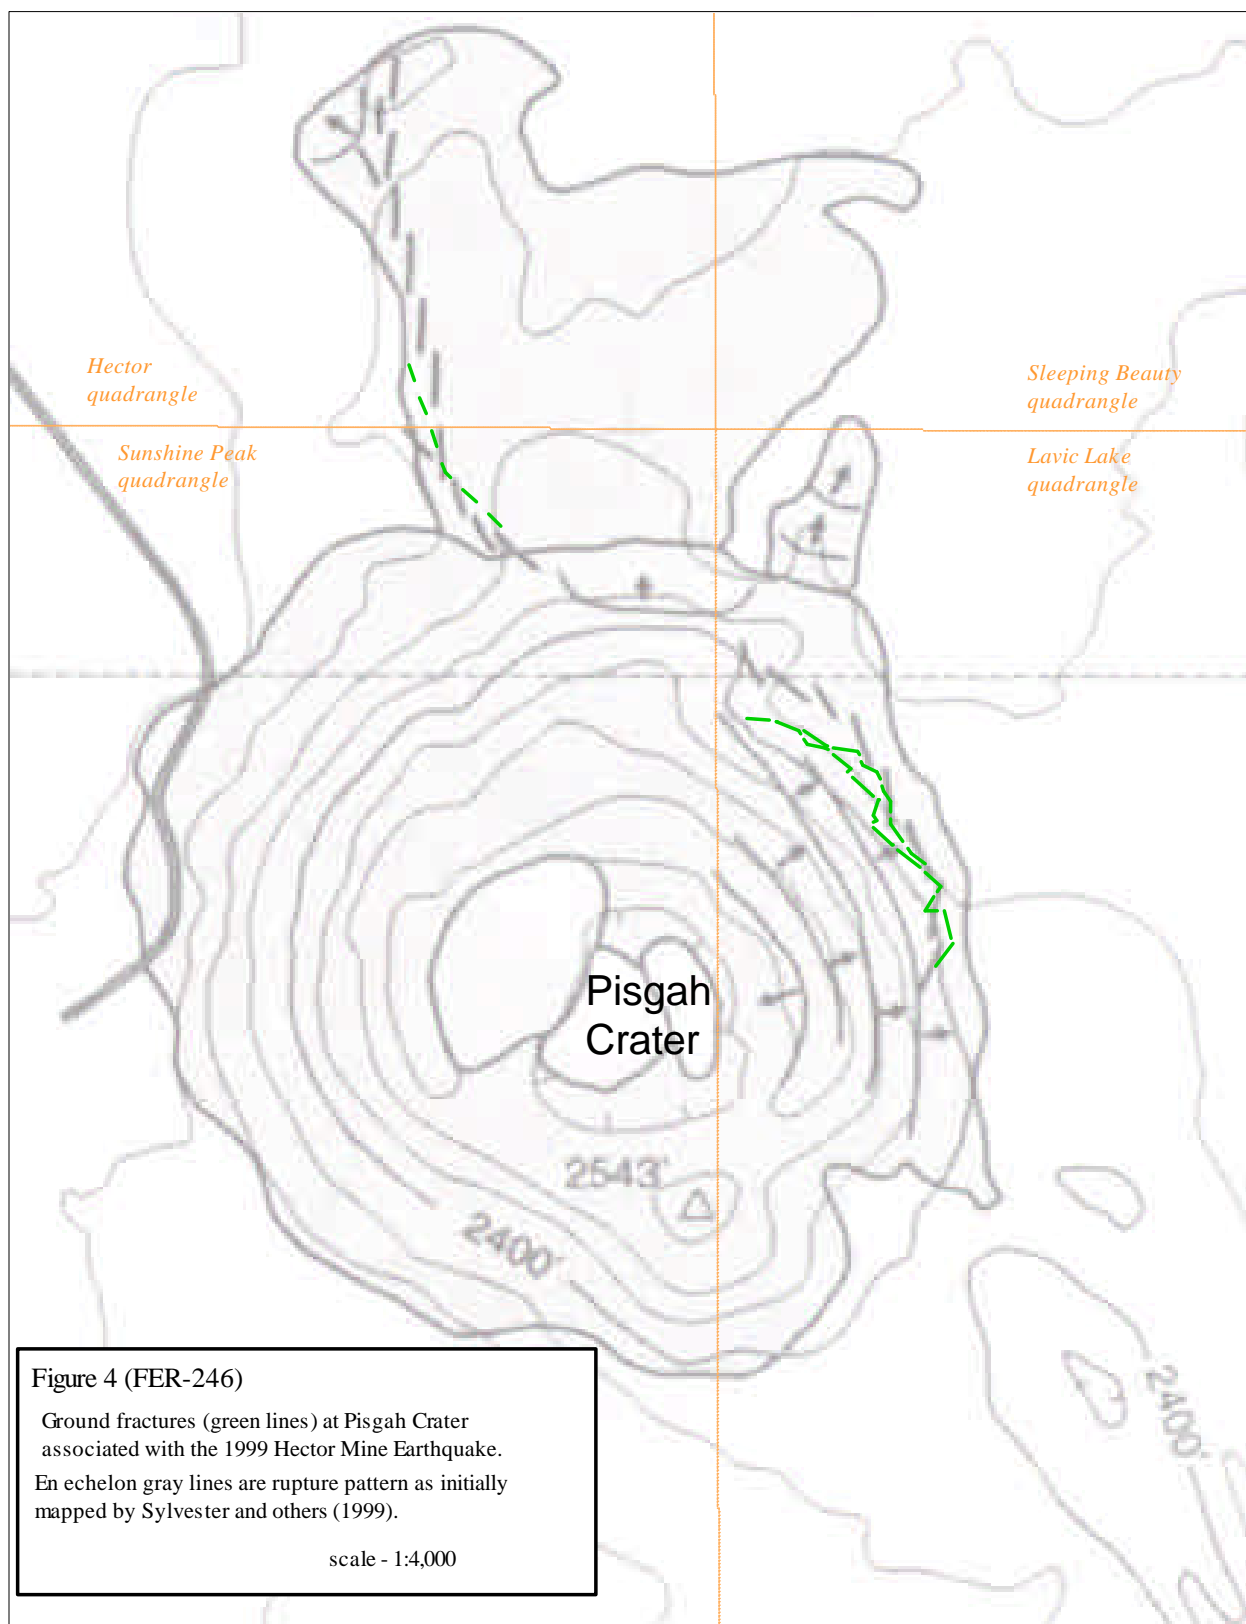 Hector
quadrangle
Sleeping Beauty
quadrangle
Sunshine Peak
quadrangle
Lavic Lake
quadrangle
Pisgah
Crater
2543'
2400'
2400'
Figure 4 (FER-246)
Ground fractures (green lines) at Pisgah Crater
associated with the 1999 Hector Mine Earthquake.
En echelon gray lines are rupture pattern as initially
mapped by Sylvester and others (1999).
scale - 1:4,000